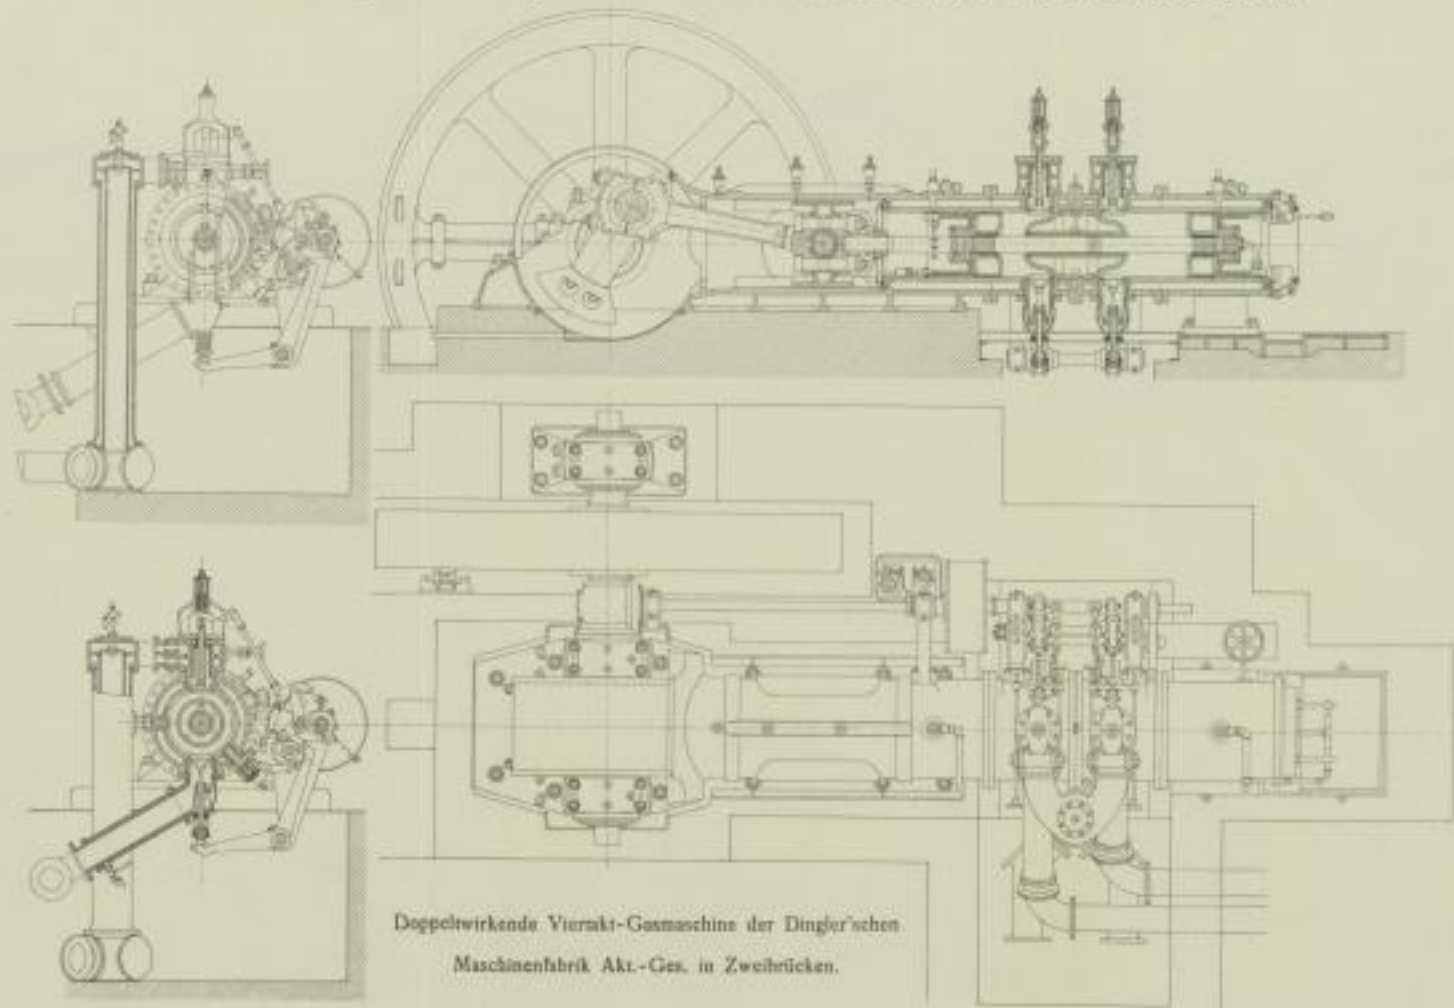 Doppeltwirkende Viertakt-Gasmaschine der Dingler'schen
Maschinenfabrik Akt.-Ges. in Zweibrücken.